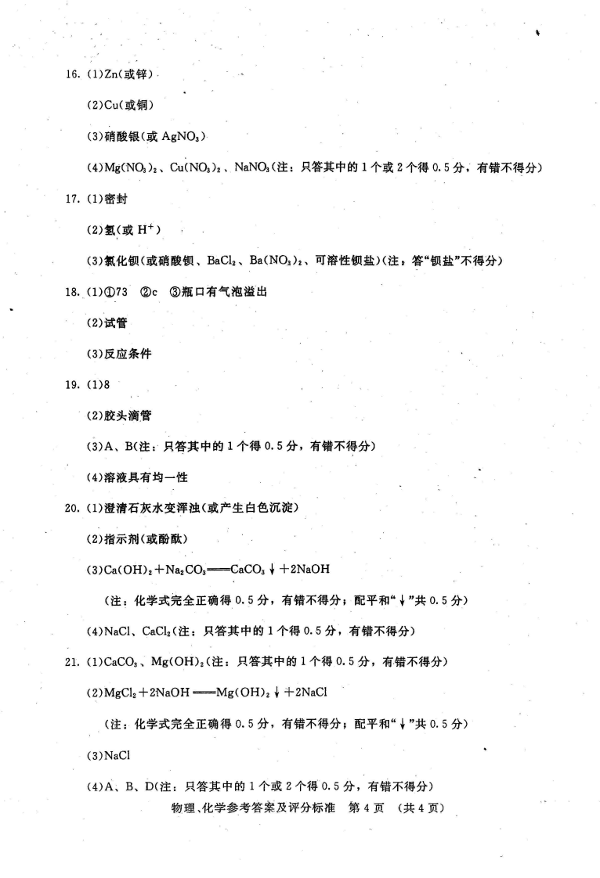 16. (1)Zn(或锌)
(2)Cu(或铜)
(3)硝酸银(或 AgNO₃)
(4)Mg(NO₃)₂、Cu(NO₃)₂、NaNO₃(注：只答其中的 1 个或 2 个得 0.5 分，有错不得分)
17. (1)密封
(2)氢(或 H⁺)
(3)氯化钡(或硝酸钡、BaCl₂、Ba(NO₃)₂、可溶性钡盐)(注，答“钡盐”不得分)
18. (1)①73 ②c ③瓶口有气泡溢出
(2)试管
(3)反应条件
19. (1)8
(2)胶头滴管
(3)A、B(注：只答其中的 1 个得 0.5 分，有错不得分)
(4)溶液具有均一性
20. (1)澄清石灰水变浑浊(或产生白色沉淀)
(2)指示剂(或酚酞)
(3)Ca(OH)₂+Na₂CO₃══CaCO₃↓+2NaOH
(注：化学式完全正确得 0.5 分，有错不得分；配平和“↓”共 0.5 分)
(4)NaCl、CaCl₂(注：只答其中的 1 个得 0.5 分，有错不得分)
21. (1)CaCO₃、Mg(OH)₂(注：只答其中的 1 个得 0.5 分，有错不得分)
(2)MgCl₂+2NaOH══Mg(OH)₂↓+2NaCl
(注：化学式完全正确得 0.5 分，有错不得分；配平和“↓”共 0.5 分)
(3)NaCl
(4)A、B、D(注：只答其中的 1 个或 2 个得 0.5 分，有错不得分)
物理、化学参考答案及评分标准 第 4 页 (共 4 页)